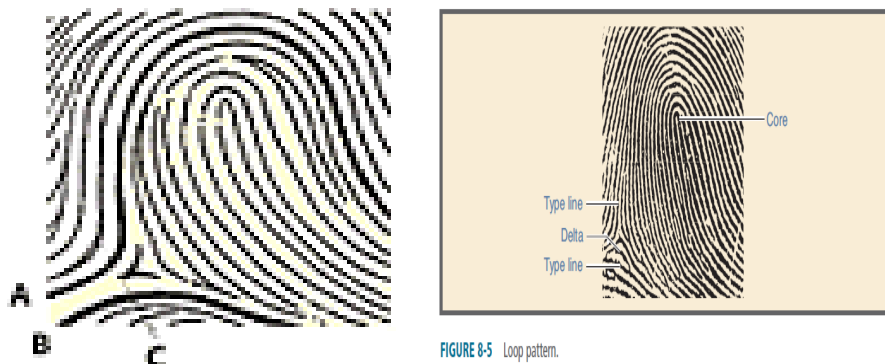 A
B
C
Core
Type line
Delta
Type line
FIGURE 8-5 Loop pattern.